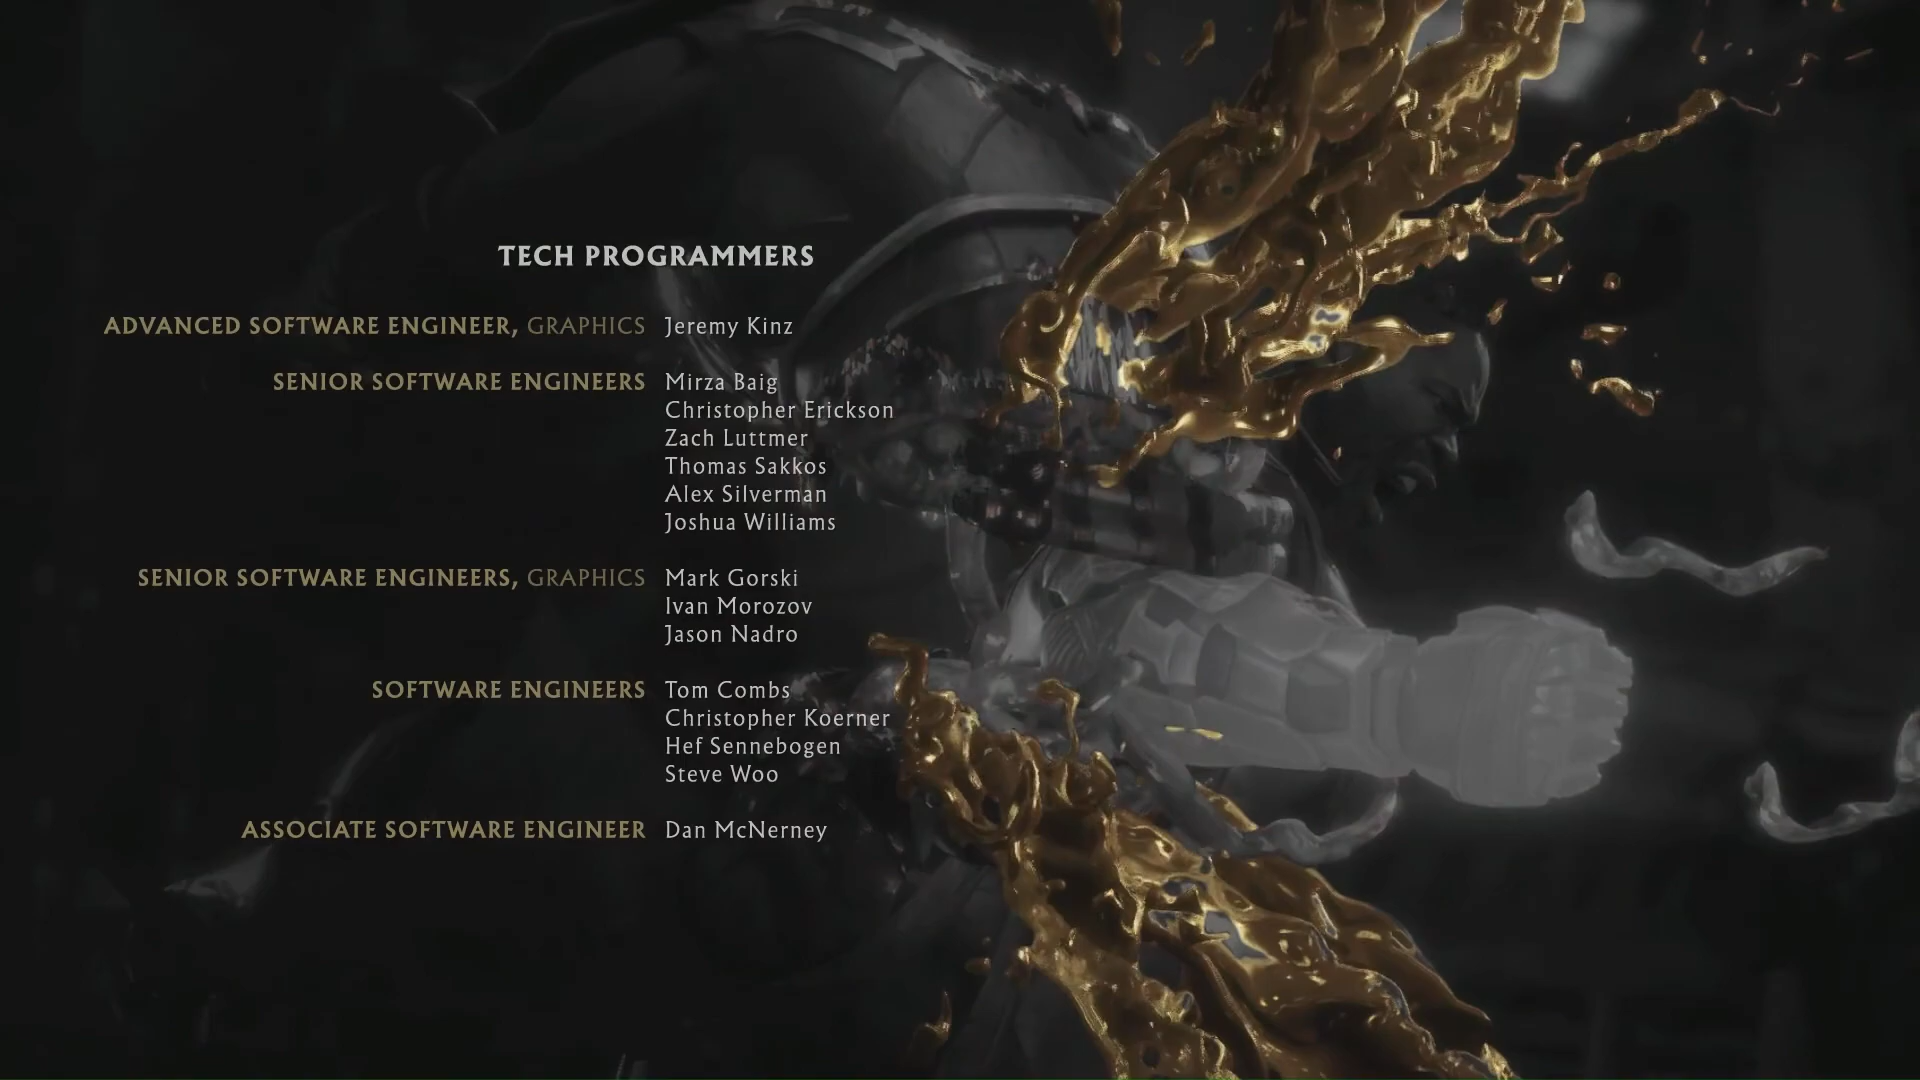 TECH PROGRAMMERS
ADVANCED SOFTWARE ENGINEER, GRAPHICS Jeremy Kinz
SENIOR SOFTWARE ENGINEERS Mirza Baig
Christopher Erickson
Zach Luttmer
Thomas Sakkos
Alex Silverman
Joshua Williams
SENIOR SOFTWARE ENGINEERS, GRAPHICS Mark Gorski
Ivan Morozov
Jason Nadro
SOFTWARE ENGINEERS Tom Combs
Christopher Koerner
Hef Sennebogen
Steve Woo
ASSOCIATE SOFTWARE ENGINEER Dan McNerney